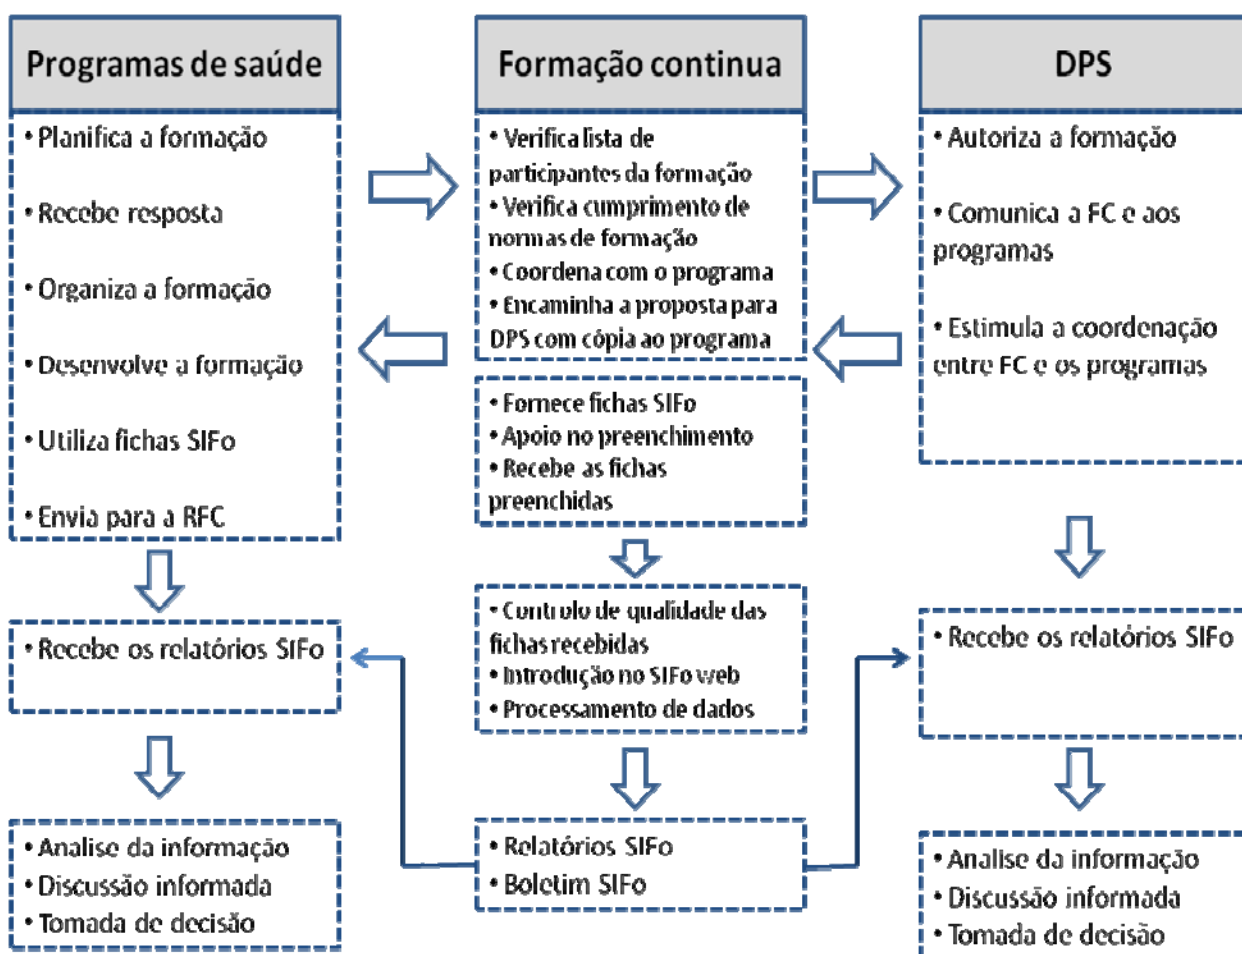 Programas de saúde
• Planifica a formação
• Recebe resposta
• Organiza a formação
• Desenvolve a formação
• Utiliza fichas SIFo
• Envia para a RFC
• Recebe os relatórios SIFo
• Analise da informação
• Discussão informada
• Tomada de decisão
Formação continua
• Verifica lista de
participantes da formação
• Verifica cumprimento de
normas de formação
• Coordena com o programa
• Encaminha a proposta para
DPS com cópia ao programa
• Fornece fichas SIFo
• Apoio no preenchimento
• Recebe as fichas
preenchidas
• Controlo de qualidade das
fichas recebidas
• Introdução no SIFo web
• Processamento de dados
• Relatórios SIFo
• Boletim SIFo
DPS
• Autoriza a formação
• Comunica a FC e aos
programas
• Estimula a coordenação
entre FC e os programas
• Recebe os relatórios SIFo
• Analise da informação
• Discussão informada
• Tomada de decisão